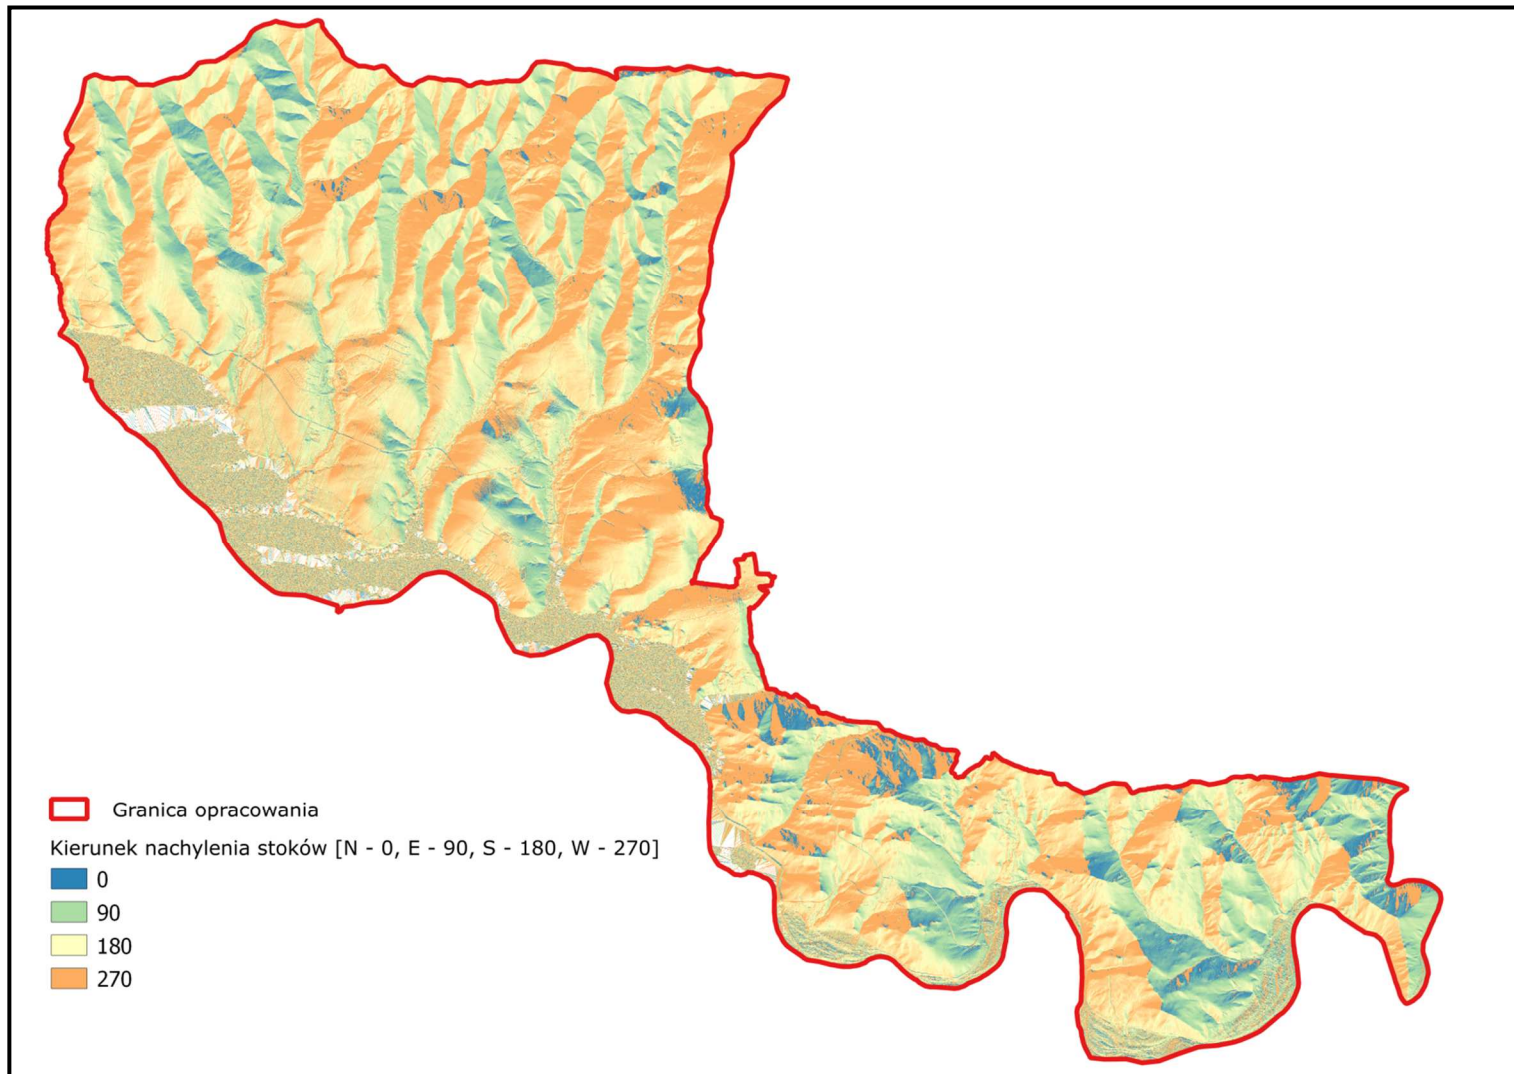 Granica opracowania
Kierunek nachylenia stoków [N - 0, E - 90, S - 180, W - 270]
0
90
180
270